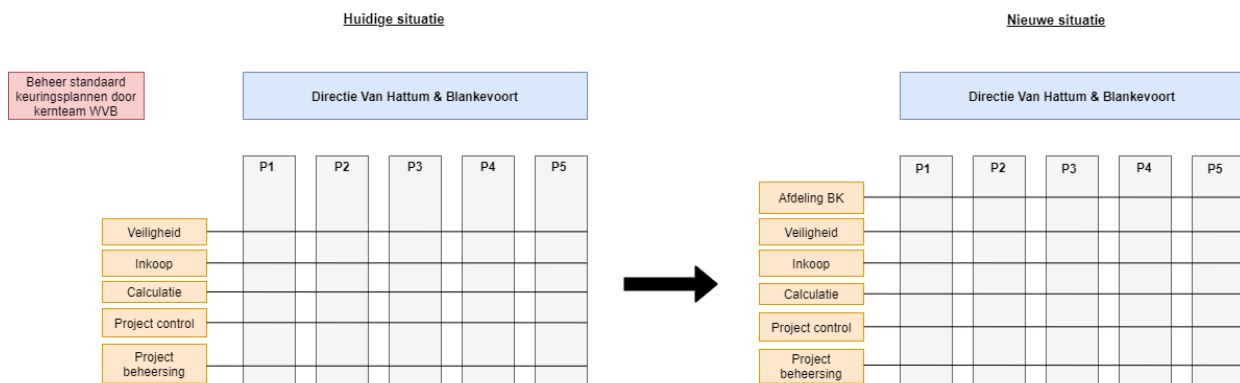 Huidige situatie
Nieuwe situatie
Beheer standaard
keuringsplannen door
kernteam WVB
Directie Van Hattum & Blankevoort
Directie Van Hattum & Blankevoort
P1
P2
P3
P4
P5
P1
P2
P3
P4
P5
Afdeling BK
Veiligheid
Veiligheid
Inkoop
Inkoop
Calculatie
Calculatie
Project control
Project control
Project
beheersing
Project
beheersing